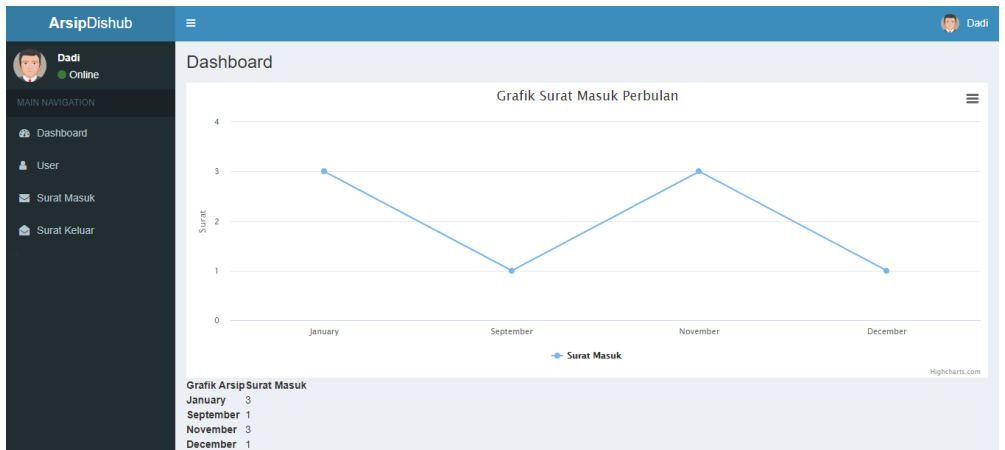 ArsipDishub
Dadi
Dadi
Online
MAIN NAVIGATION
Dashboard
User
Surat Masuk
Surat Keluar
Dashboard
Grafik Surat Masuk Perbulan
Surat
4
3
2
1
0
January September November December
Surat Masuk
Highcharts.com
Grafik Arsip Surat Masuk
January 3
September 1
November 3
December 1